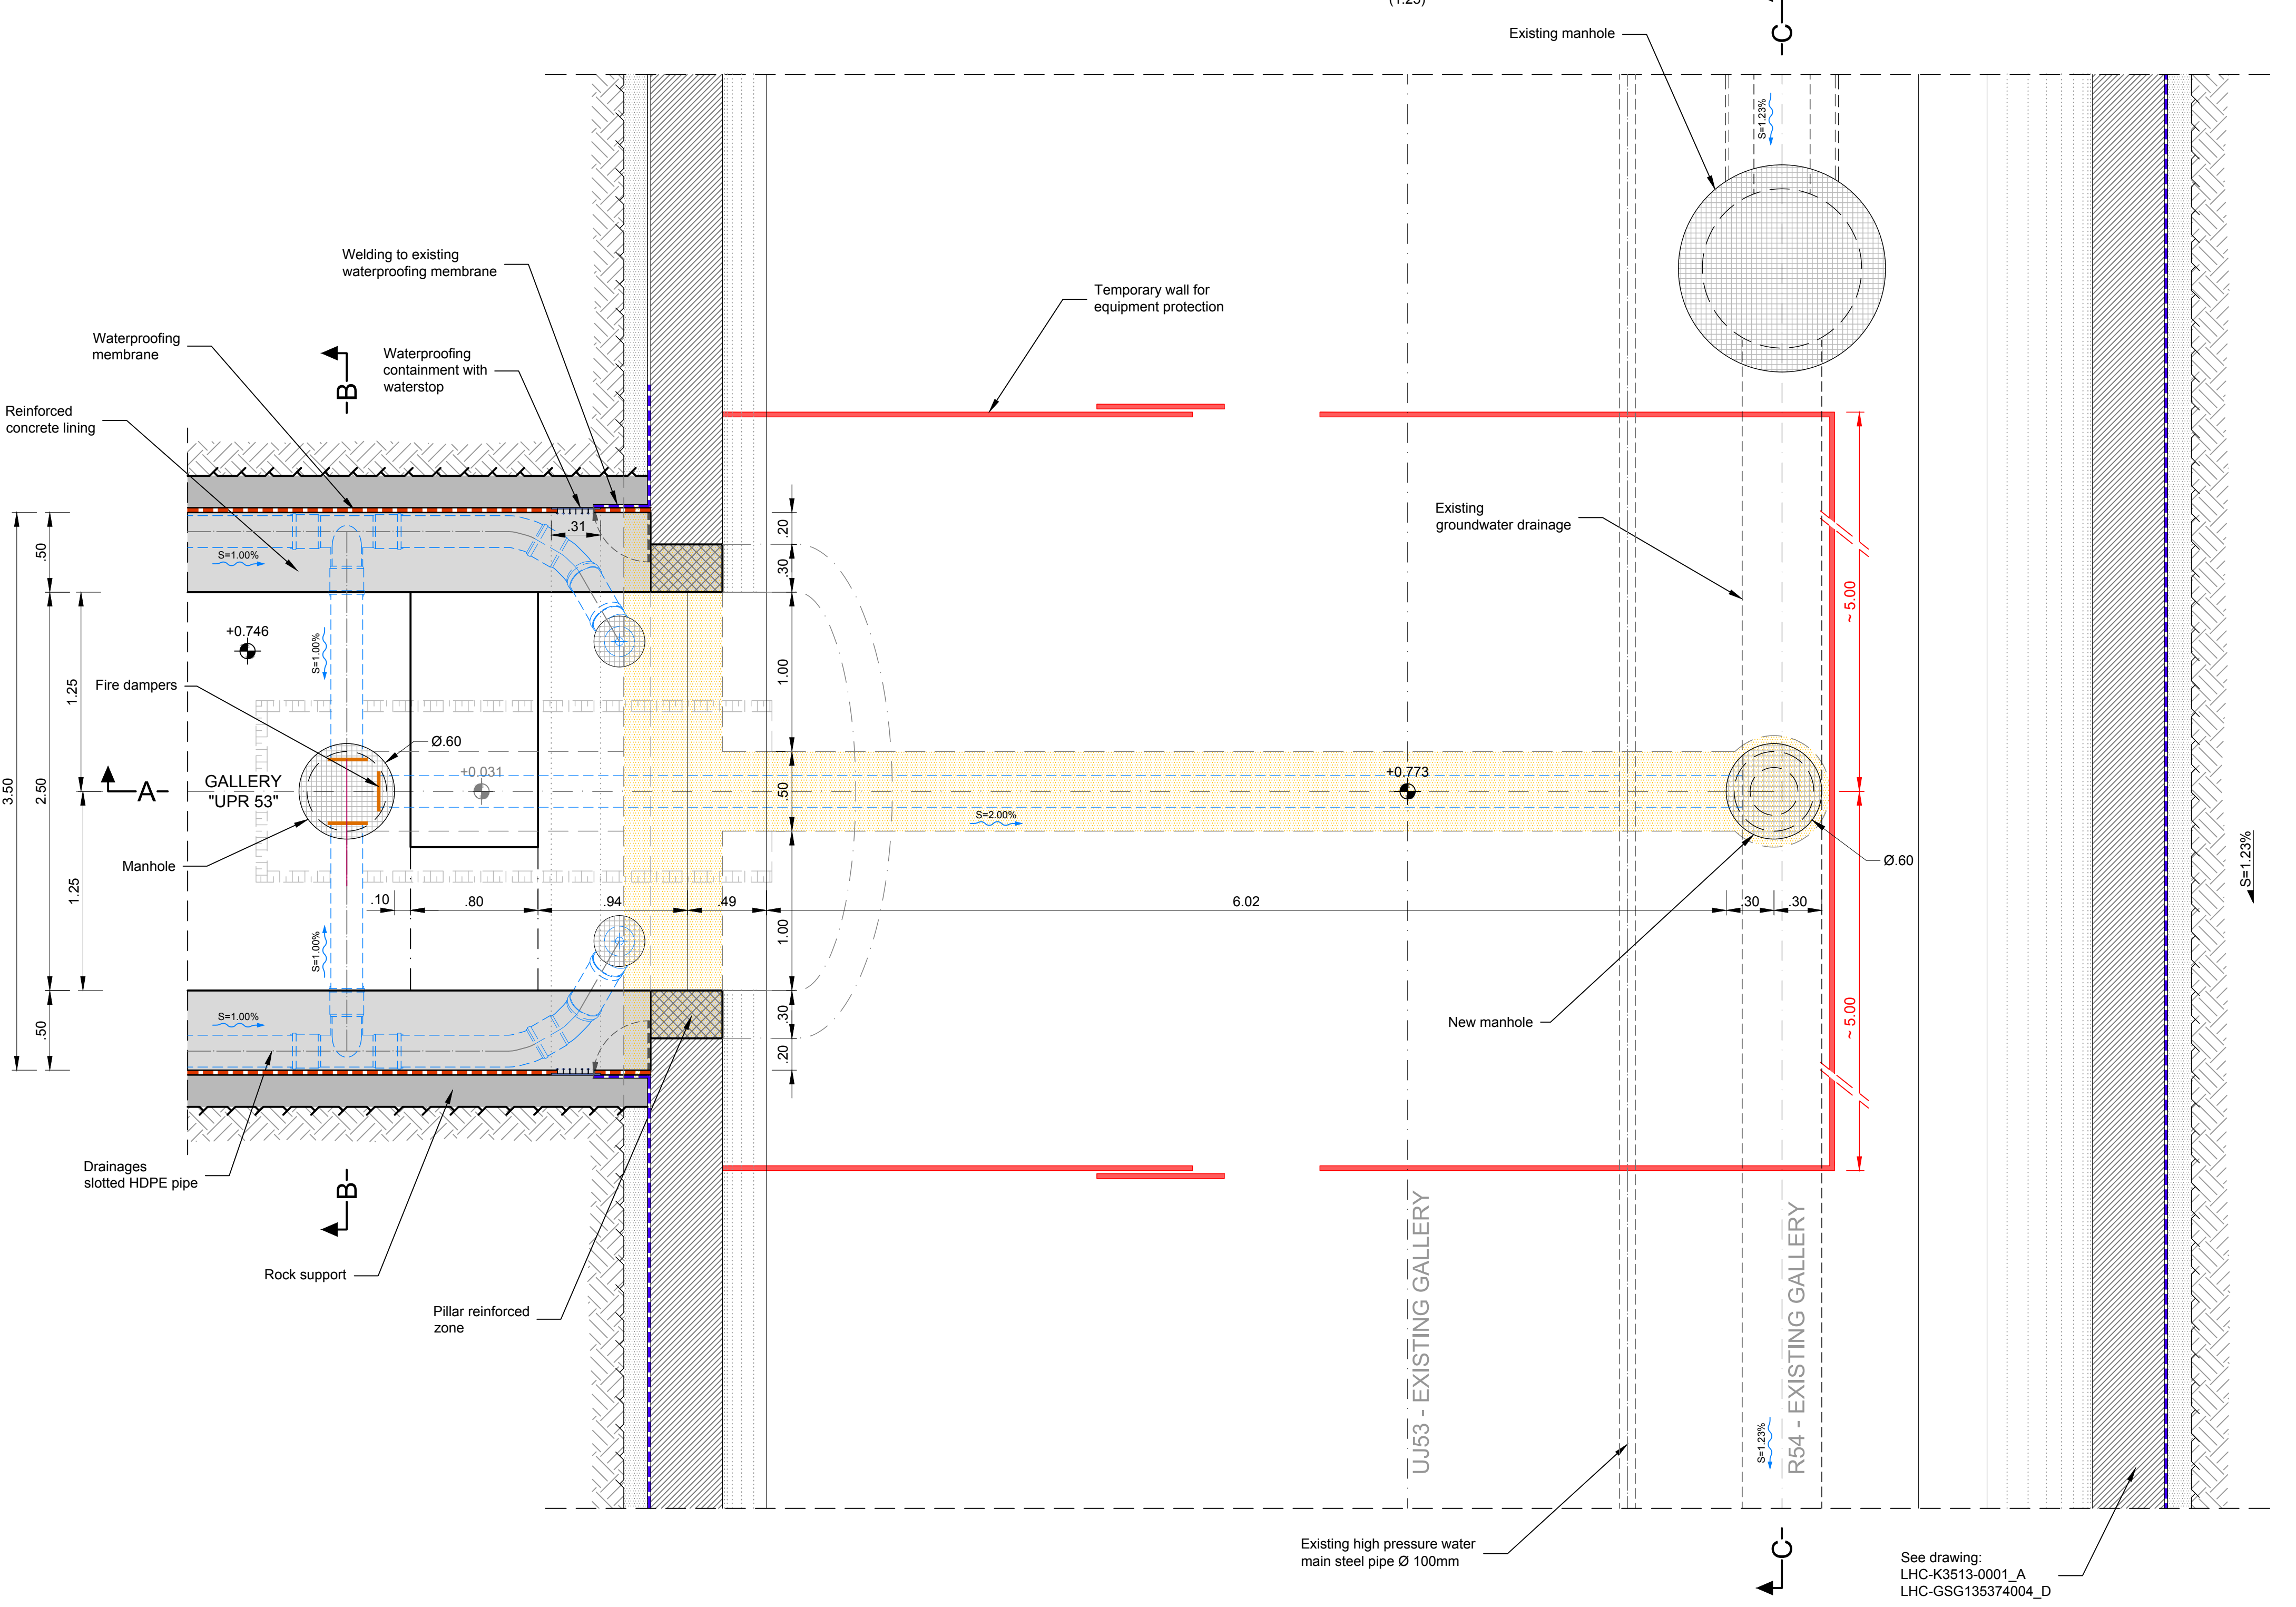 (1:25)
C
Existing manhole
S=1.23%
Welding to existing
waterproofing membrane
Temporary wall for
equipment protection
Waterproofing
membrane
Waterproofing
containment with
waterstop
B
Reinforced
concrete lining
Existing
groundwater drainage
.31
.20
.50
S=1.00%
.30
~ 5.00
+0.746
S=1.00%
1.00
Fire dampers
1.25
Ø.60
3.50
2.50
A
GALLERY
"UPR 53"
+0.031
+0.773
.50
S=2.00%
Manhole
Ø.60
S=1.23%
1.25
.10
.80
.94
.49
6.02
.30
.30
1.00
S=1.00%
.50
S=1.00%
.30
New manhole
~ 5.00
.20
Drainages
slotted HDPE pipe
B
Rock support
Pillar reinforced
zone
UJ53 - EXISTING GALLERY
R54 - EXISTING GALLERY
S=1.23%
Existing high pressure water
main steel pipe Ø 100mm
C
See drawing:
LHC-K3513-0001_A
LHC-GSG135374004_D